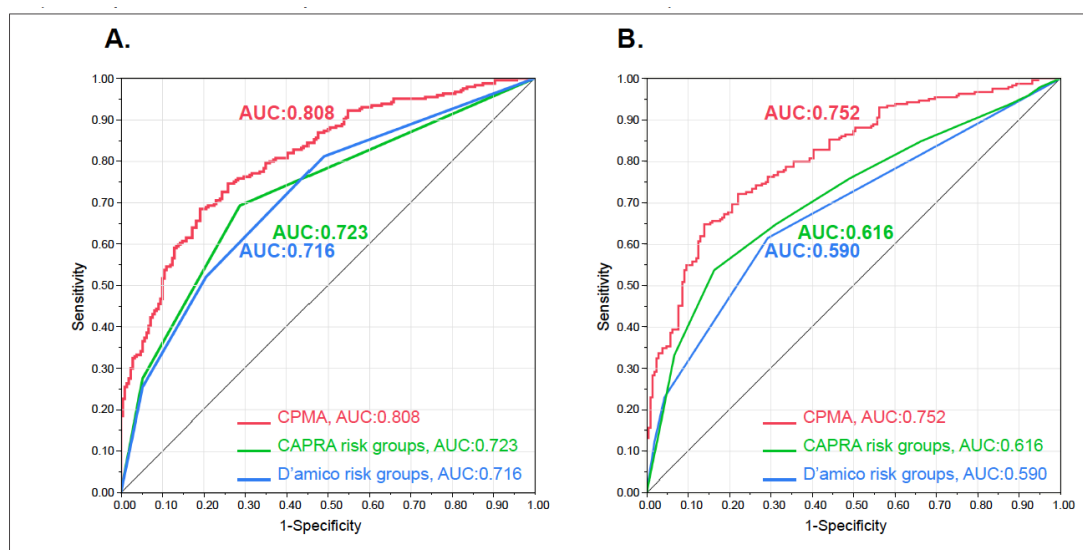 A.
1.00
0.90
0.80
0.70
0.60
0.50
0.40
0.30
0.20
0.10
0.00
Sensitivity
AUC:0.808
AUC:0.723
AUC:0.716
CPMA, AUC:0.808
CAPRA risk groups, AUC:0.723
D'amico risk groups, AUC:0.716
0.00 0.10 0.20 0.30 0.40 0.50 0.60 0.70 0.80 0.90 1.00
1-Specificity
B.
1.00
0.90
0.80
0.70
0.60
0.50
0.40
0.30
0.20
0.10
0.00
Sensitivity
AUC:0.752
AUC:0.616
AUC:0.590
CPMA, AUC:0.752
CAPRA risk groups, AUC:0.616
D'amico risk groups, AUC:0.590
0.00 0.10 0.20 0.30 0.40 0.50 0.60 0.70 0.80 0.90 1.00
1-Specificity